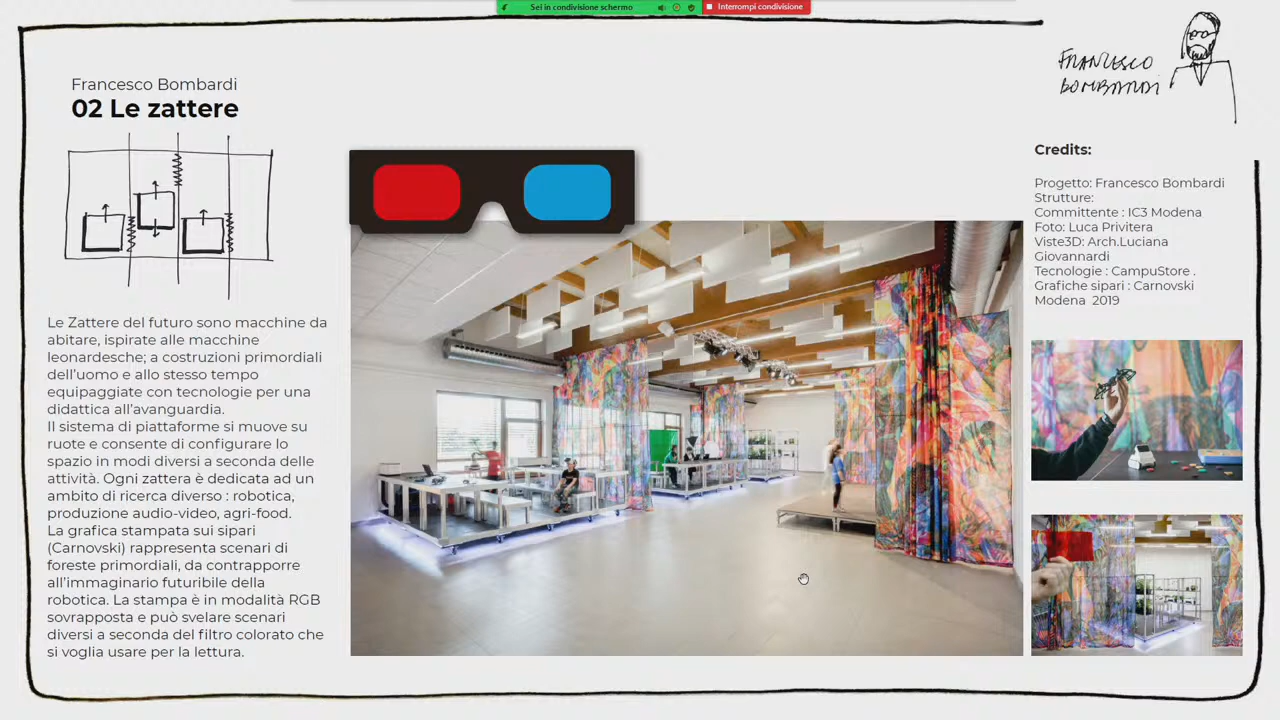 Sei in condivisione schermo
Interrompi condivisione
FRANCESCO
BOMBARDI
Francesco Bombardi
02 Le zattere
Le Zattere del futuro sono macchine da
abitare, ispirate alle macchine
leonardesche; a costruzioni primordiali
dell'uomo e allo stesso tempo
equipaggiate con tecnologie per una
didattica all'avanguardia.
Il sistema di piattaforme si muove su
ruote e consente di configurare lo
spazio in modi diversi a seconda delle
attività. Ogni zattera è dedicata ad un
ambito di ricerca diverso : robotica,
produzione audio-video, agri-food.
La grafica stampata sui sipari
(Carnovski) rappresenta scenari di
foreste primordiali, da contrapporre
all'immaginario futuribile della
robotica. La stampa è in modalità RGB
sovrapposta e può svelare scenari
diversi a seconda del filtro colorato che
si voglia usare per la lettura.
Credits:
Progetto: Francesco Bombardi
Strutture:
Committente : IC3 Modena
Foto: Luca Privitera
Viste3D: Arch.Luciana
Giovannardi
Tecnologie : CampuStore .
Grafiche sipari : Carnovski
Modena 2019